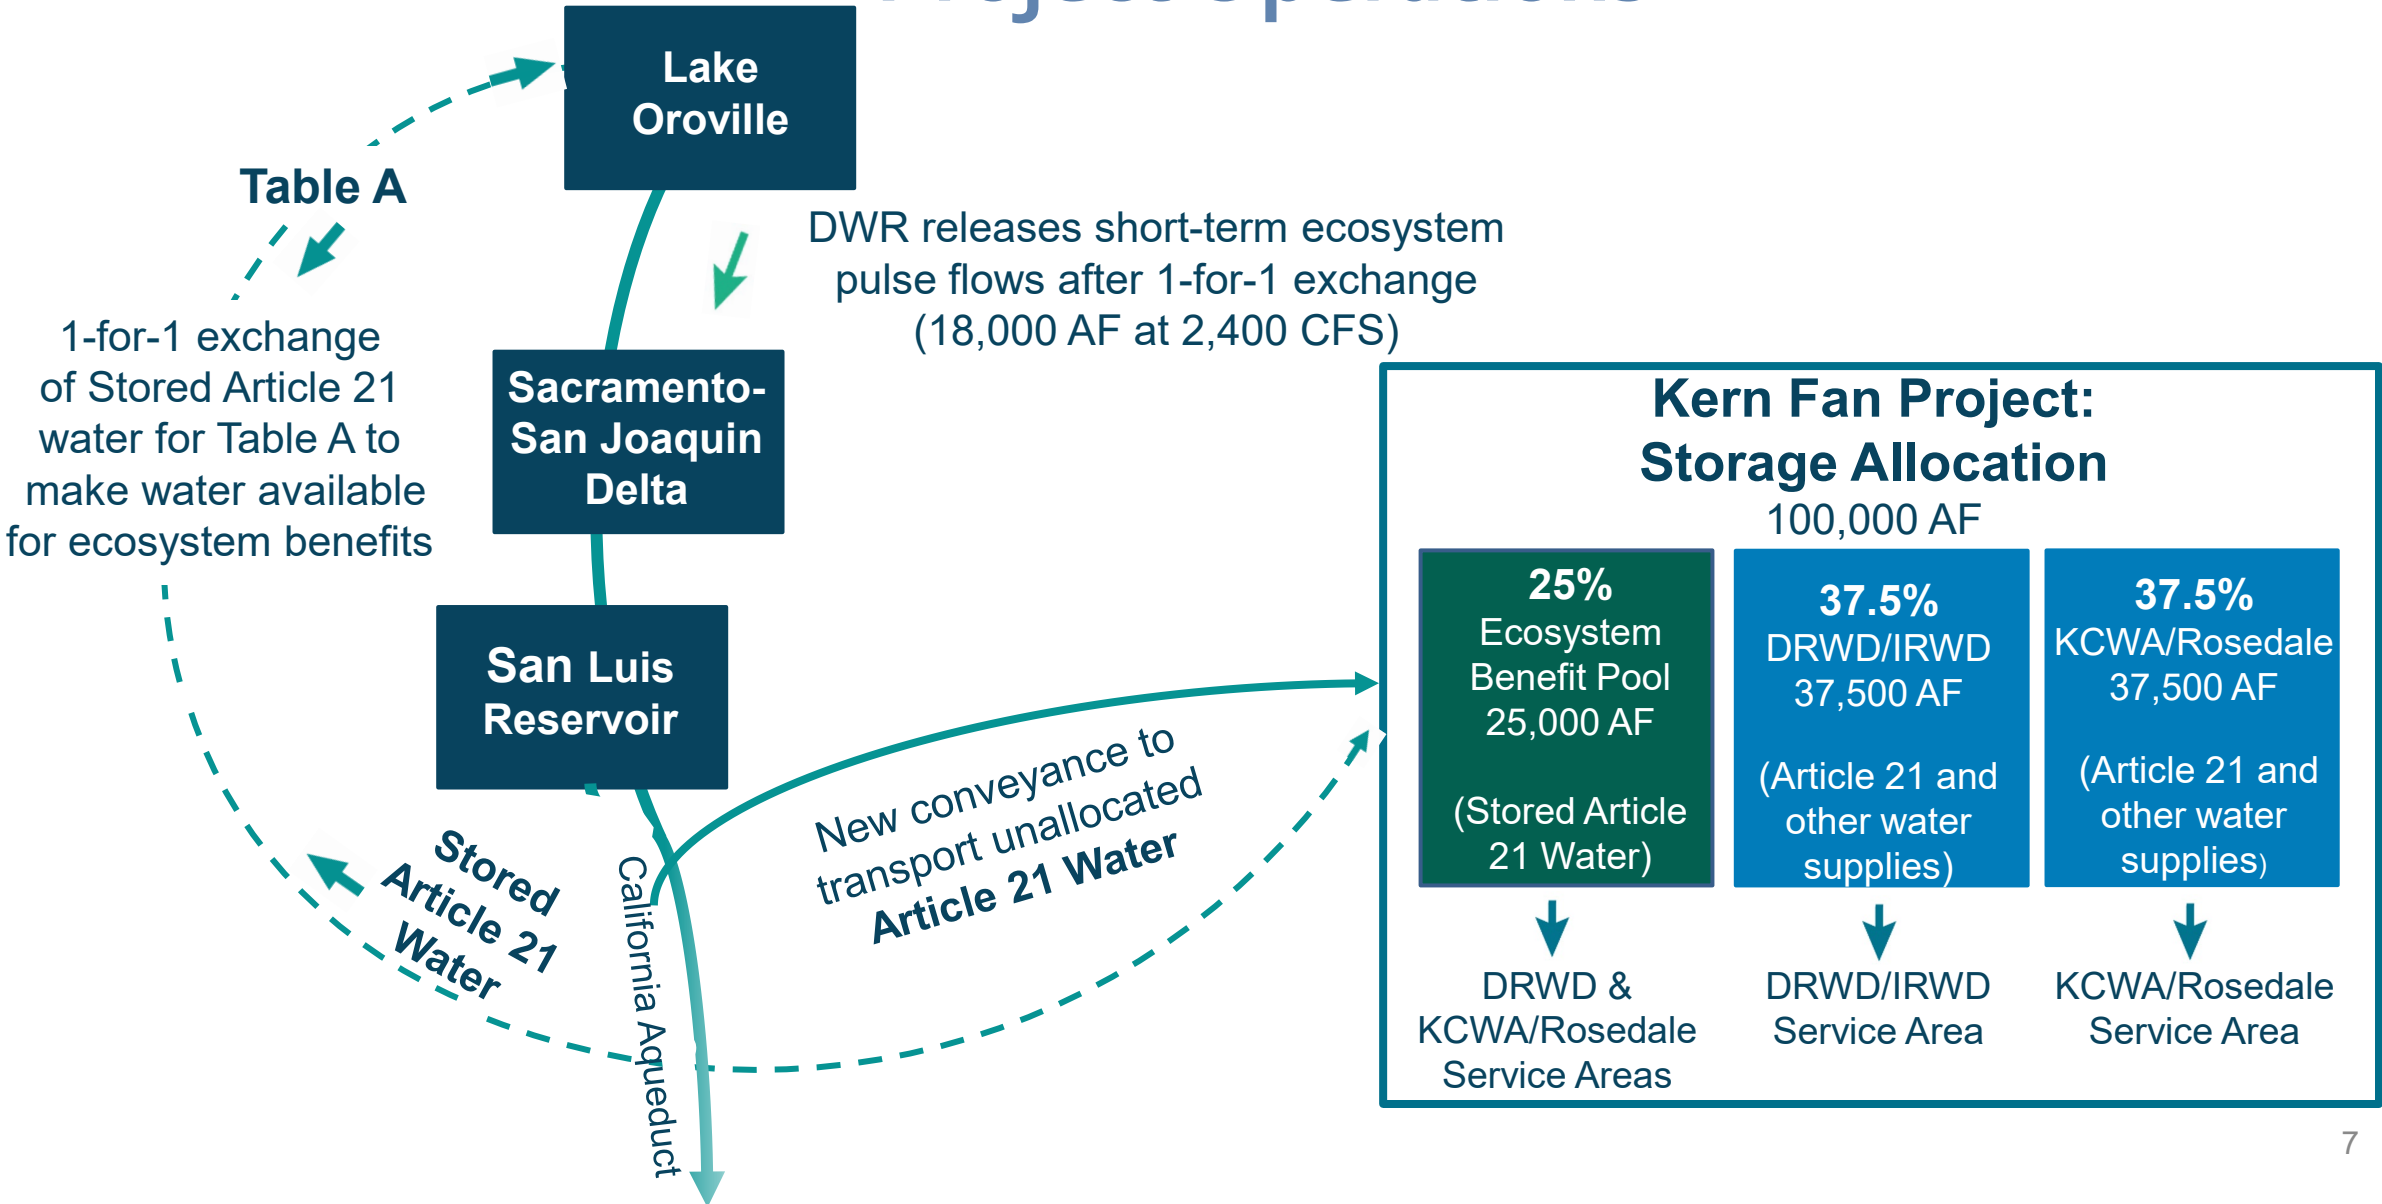 Project Operations
Lake
Oroville
Table A
DWR releases short-term ecosystem
pulse flows after 1-for-1 exchange
(18,000 AF at 2,400 CFS)
1-for-1 exchange
of Stored Article 21
water for Table A to
make water available
for ecosystem benefits
Sacramento-
San Joaquin
Delta
San Luis
Reservoir
Stored
Article 21
Water
California Aqueduct
New conveyance to
transport unallocated
Article 21 Water
Kern Fan Project:
Storage Allocation
100,000 AF
25%
Ecosystem
Benefit Pool
25,000 AF
(Stored Article
21 Water)
DRWD &
KCWA/Rosedale
Service Areas
37.5%
DRWD/IRWD
37,500 AF
(Article 21 and
other water
supplies)
DRWD/IRWD
Service Area
37.5%
KCWA/Rosedale
37,500 AF
(Article 21 and
other water
supplies)
KCWA/Rosedale
Service Area
7